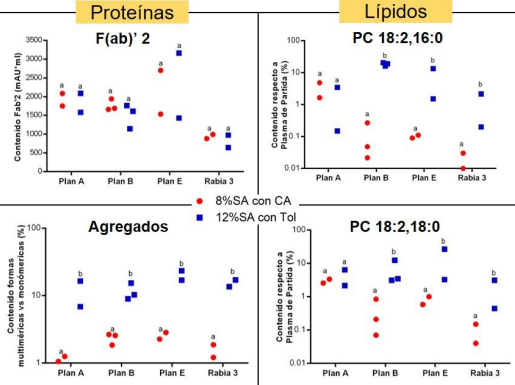 Proteínas
Lípidos
F(ab)' 2
Contenido Fab'2 (mAU*ml)
3500
3000
2500
2000
1500
1000
500
0
a
a
a
a
a
a
a
a
Plan A
Plan B
Plan E
Rabia 3
PC 18:2,16:0
Contenido respecto a
Plasma de Partida (%)
100
10
1
0.1
0.01
a
a
a
b
a
b
a
b
Plan A
Plan B
Plan E
Rabia 3
8%SA con CA
12%SA con Tol
Agregados
Contenido formas
multiméricas vs monóméricas (%)
100
10
1
a
b
a
b
a
b
a
b
Plan A
Plan B
Plan E
Rabia 3
PC 18:2,18:0
Contenido respecto a
Plasma de Partida (%)
100
10
1
0.1
0.01
a
a
a
b
a
b
a
b
Plan A
Plan B
Plan E
Rabia 3